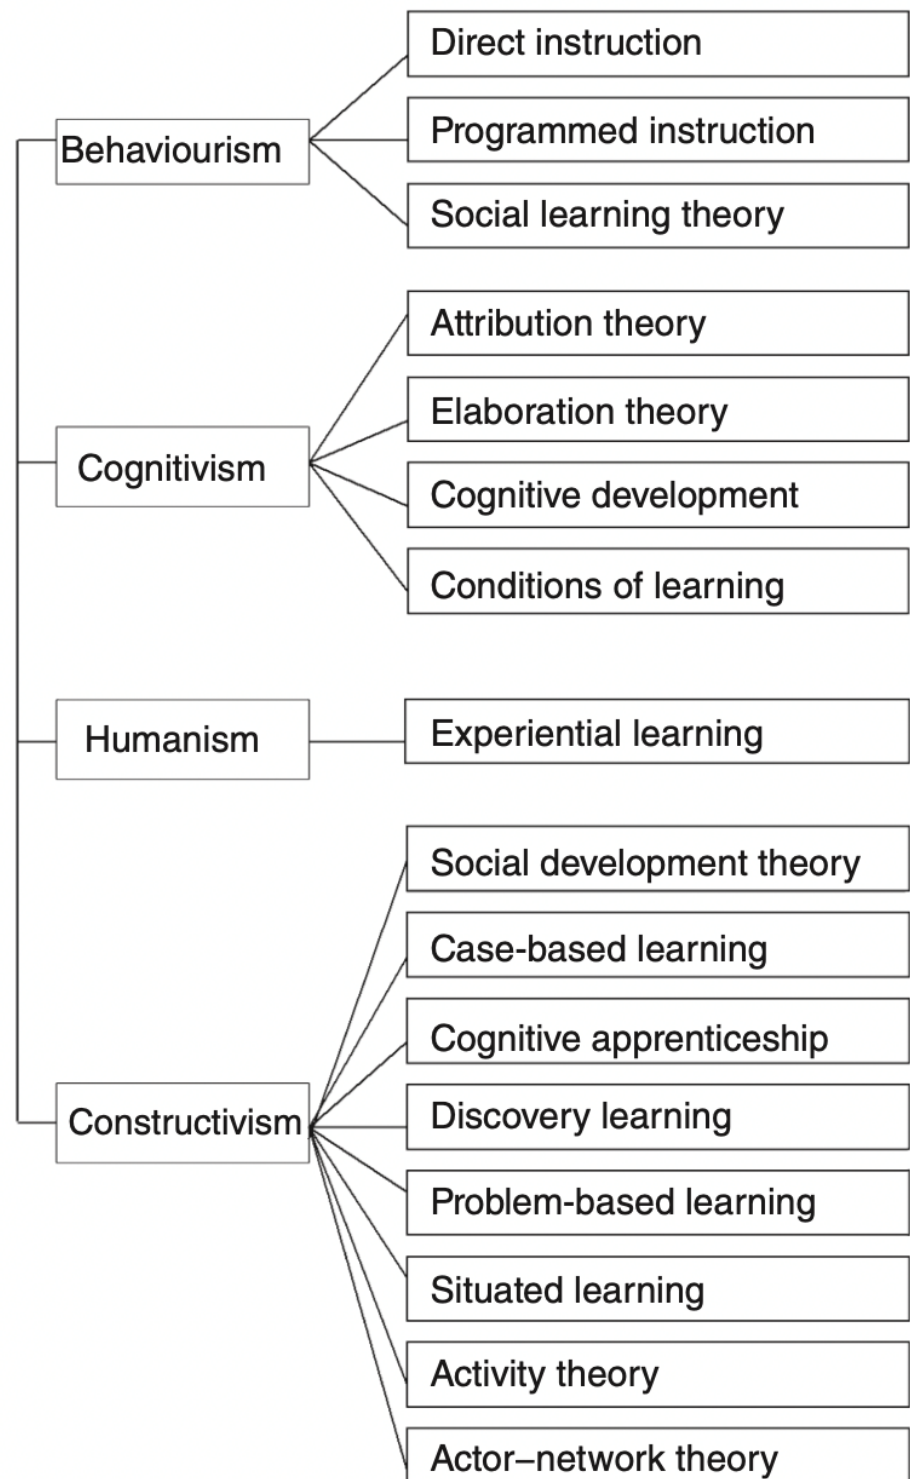 Behaviourism
Direct instruction
Programmed instruction
Social learning theory
Cognitivism
Attribution theory
Elaboration theory
Cognitive development
Conditions of learning
Humanism
Experiential learning
Constructivism
Social development theory
Case-based learning
Cognitive apprenticeship
Discovery learning
Problem-based learning
Situated learning
Activity theory
Actor–network theory